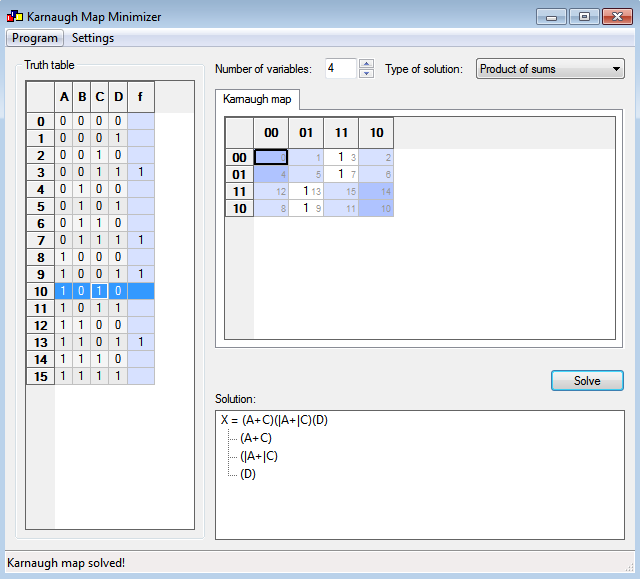 Karnaugh Map Minimizer
Program Settings
Truth table
A B C D f
0 0 0 0 0
1 0 0 0 1
2 0 0 1 0
3 0 0 1 1 1
4 0 1 0 0
5 0 1 0 1
6 0 1 1 0
7 0 1 1 1 1
8 1 0 0 0
9 1 0 0 1 1
10 1 0 1 0
11 1 0 1 1
12 1 1 0 0
13 1 1 0 1 1
14 1 1 1 0
15 1 1 1 1
Number of variables: 4 Type of solution: Product of sums
Karnaugh map
00 01 11 10
00 0 1 1 3 2
01 4 5 1 7 6
11 12 1 13 15 14
10 8 1 9 11 10
Solve
Solution:
X = (A+C)(|A+|C)(D)
(A+C)
(|A+|C)
(D)
Karnaugh map solved!